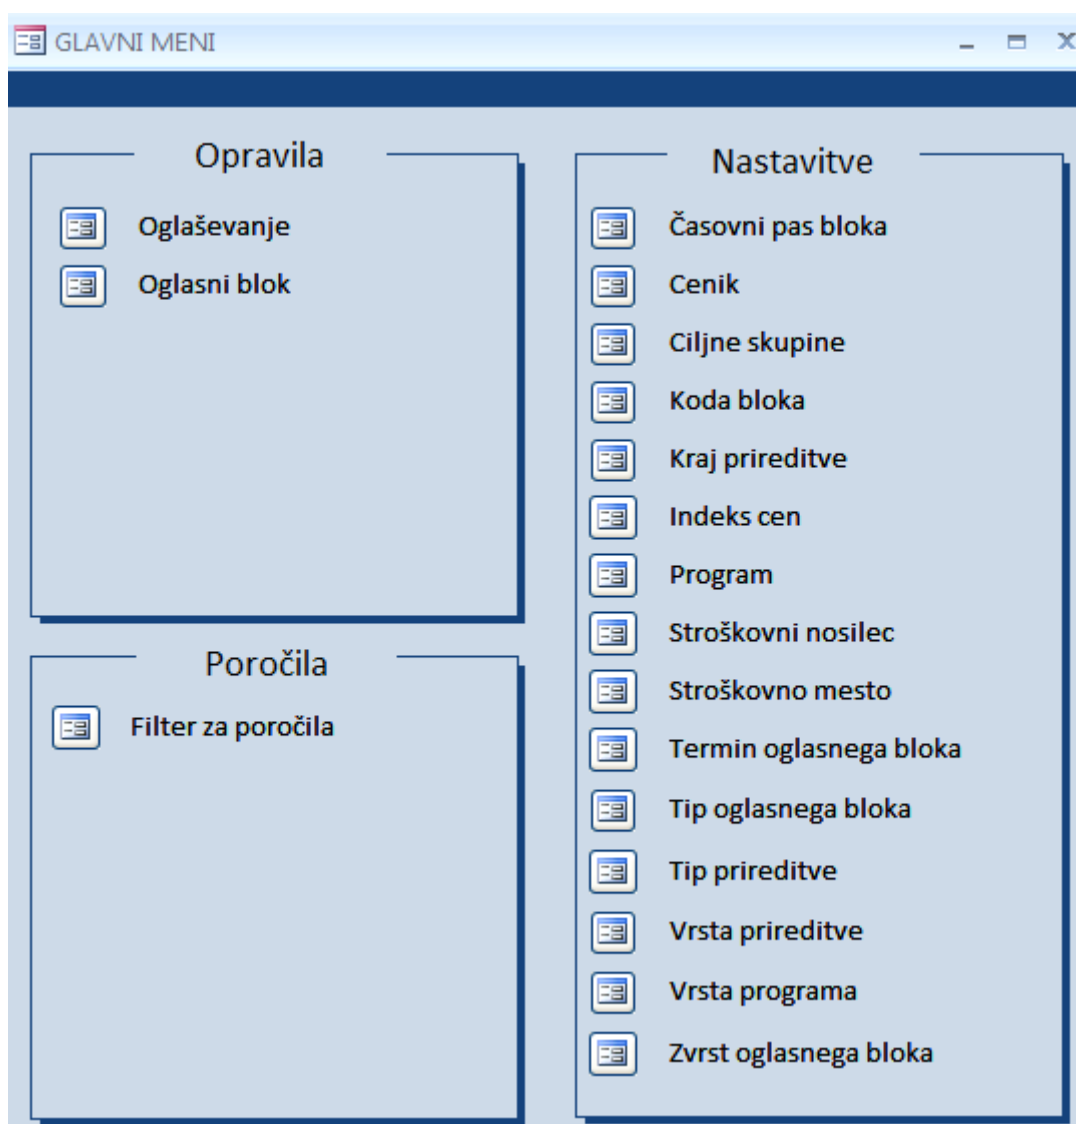 GLAVNI MENI
Opravila
Oglaševanje
Oglasni blok
Poročila
Filter za poročila
Nastavitve
Časovni pas bloka
Cenik
Ciljne skupine
Koda bloka
Kraj prireditve
Indeks cen
Program
Stroškovni nosilec
Stroškovno mesto
Termin oglasnega bloka
Tip oglasnega bloka
Tip prireditve
Vrsta prireditve
Vrsta programa
Zvrst oglasnega bloka